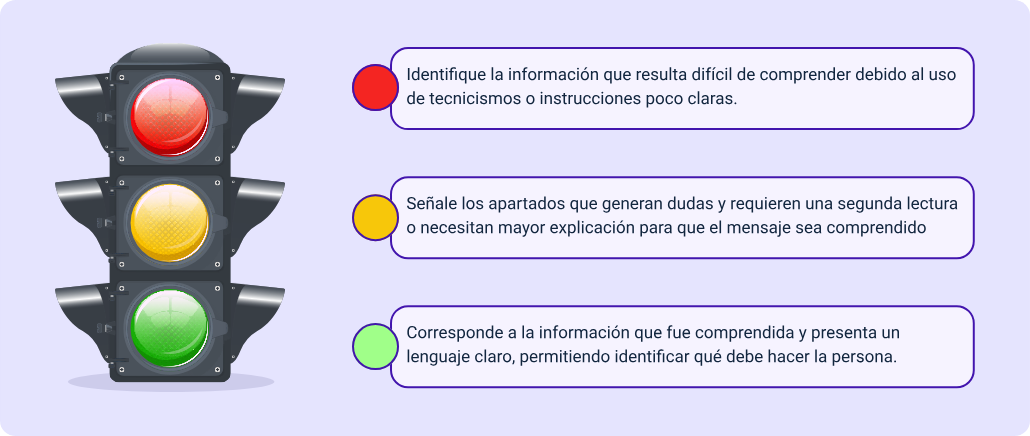 Identifique la información que resulta difícil de comprender debido al uso
de tecnicismos o instrucciones poco claras.
Señale los apartados que generan dudas y requieren una segunda lectura
o necesitan mayor explicación para que el mensaje sea comprendido
Corresponde a la información que fue comprendida y presenta un
lenguaje claro, permitiendo identificar qué debe hacer la persona.